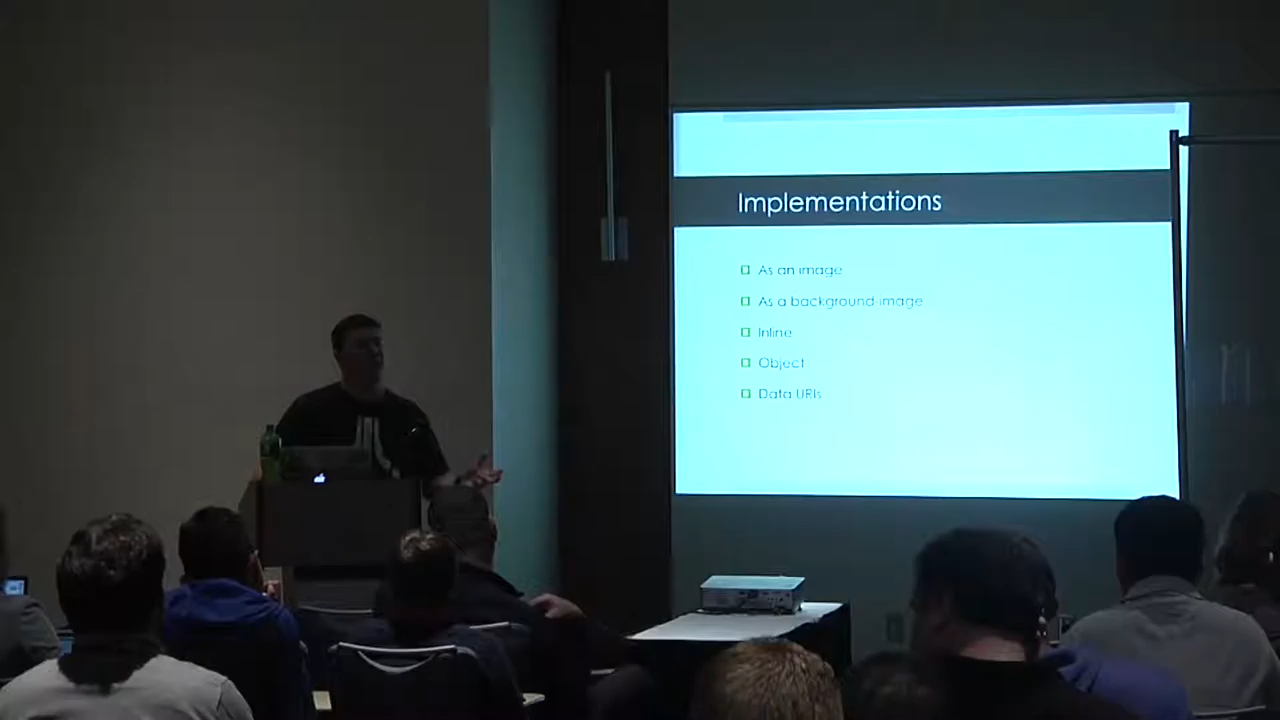 Implementations
As an image
As a background image
Inline
Object
Data URIs